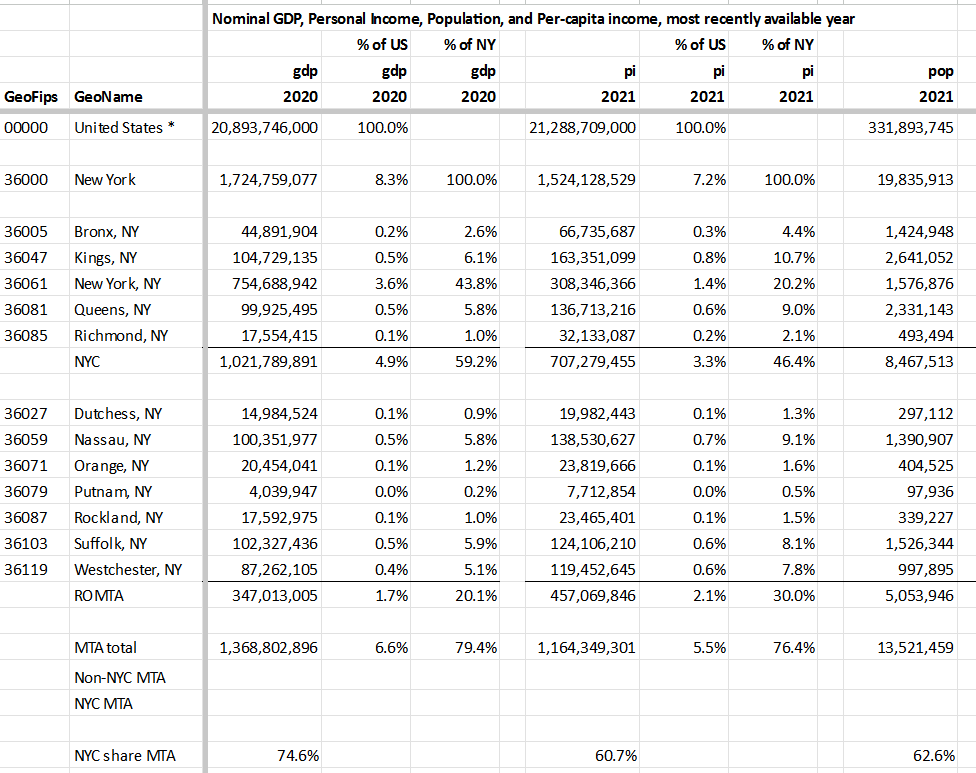 Nominal GDP, Personal Income, Population, and Per-capita income, most recently available year
% of US % of NY % of US % of NY
gdp gdp gdp pi pi pi pop
GeoFips GeoName 2020 2020 2020 2021 2021 2021 2021
00000 United States * 20,893,746,000 100.0% 21,288,709,000 100.0% 331,893,745
36000 New York 1,724,759,077 8.3% 100.0% 1,524,128,529 7.2% 100.0% 19,835,913
36005 Bronx, NY 44,891,904 0.2% 2.6% 66,735,687 0.3% 4.4% 1,424,948
36047 Kings, NY 104,729,135 0.5% 6.1% 163,351,099 0.8% 10.7% 2,641,052
36061 New York, NY 754,688,942 3.6% 43.8% 308,346,366 1.4% 20.2% 1,576,876
36081 Queens, NY 99,925,495 0.5% 5.8% 136,713,216 0.6% 9.0% 2,331,143
36085 Richmond, NY 17,554,415 0.1% 1.0% 32,133,087 0.2% 2.1% 493,494
NYC 1,021,789,891 4.9% 59.2% 707,279,455 3.3% 46.4% 8,467,513
36027 Dutchess, NY 14,984,524 0.1% 0.9% 19,982,443 0.1% 1.3% 297,112
36059 Nassau, NY 100,351,977 0.5% 5.8% 138,530,627 0.7% 9.1% 1,390,907
36071 Orange, NY 20,454,041 0.1% 1.2% 23,819,666 0.1% 1.6% 404,525
36079 Putnam, NY 4,039,947 0.0% 0.2% 7,712,854 0.0% 0.5% 97,936
36087 Rockland, NY 17,592,975 0.1% 1.0% 23,465,401 0.1% 1.5% 339,227
36103 Suffolk, NY 102,327,436 0.5% 5.9% 124,106,210 0.6% 8.1% 1,526,344
36119 Westchester, NY 87,262,105 0.4% 5.1% 119,452,645 0.6% 7.8% 997,895
ROMTA 347,013,005 1.7% 20.1% 457,069,846 2.1% 30.0% 5,053,946
MTA total 1,368,802,896 6.6% 79.4% 1,164,349,301 5.5% 76.4% 13,521,459
Non-NYC MTA
NYC MTA
NYC share MTA 74.6% 60.7% 62.6%